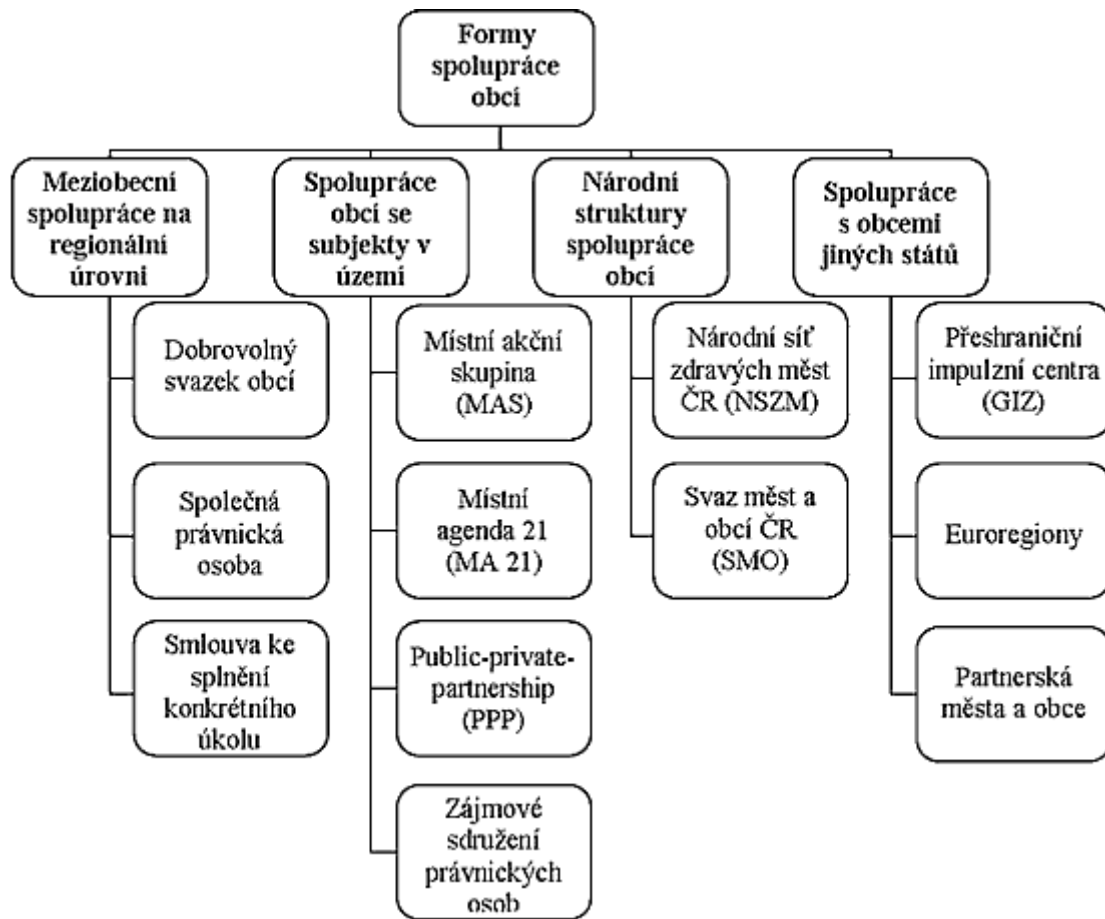 Formy
spolupráce
obcí
Meziobecní
spolupráce na
regionální
úrovni
Dobrovolný
svazek obcí
Společná
právnická
osoba
Smlouva ke
splnění
konkrétního
úkolu
Spolupráce
obcí se
subjekty v
území
Místní akční
skupina
(MAS)
Místní
agenda 21
(MA 21)
Public-private-
partnership
(PPP)
Zájmové
sdružení
právnických
osob
Národní
struktury
spolupráce
obcí
Národní síť
zdravých měst
ČR (NSZM)
Svaz měst a
obcí ČR
(SMO)
Spolupráce
s obcemi
jiných států
Přeshraniční
impulzní centra
(GIZ)
Euroregiony
Partnerská
města a obce